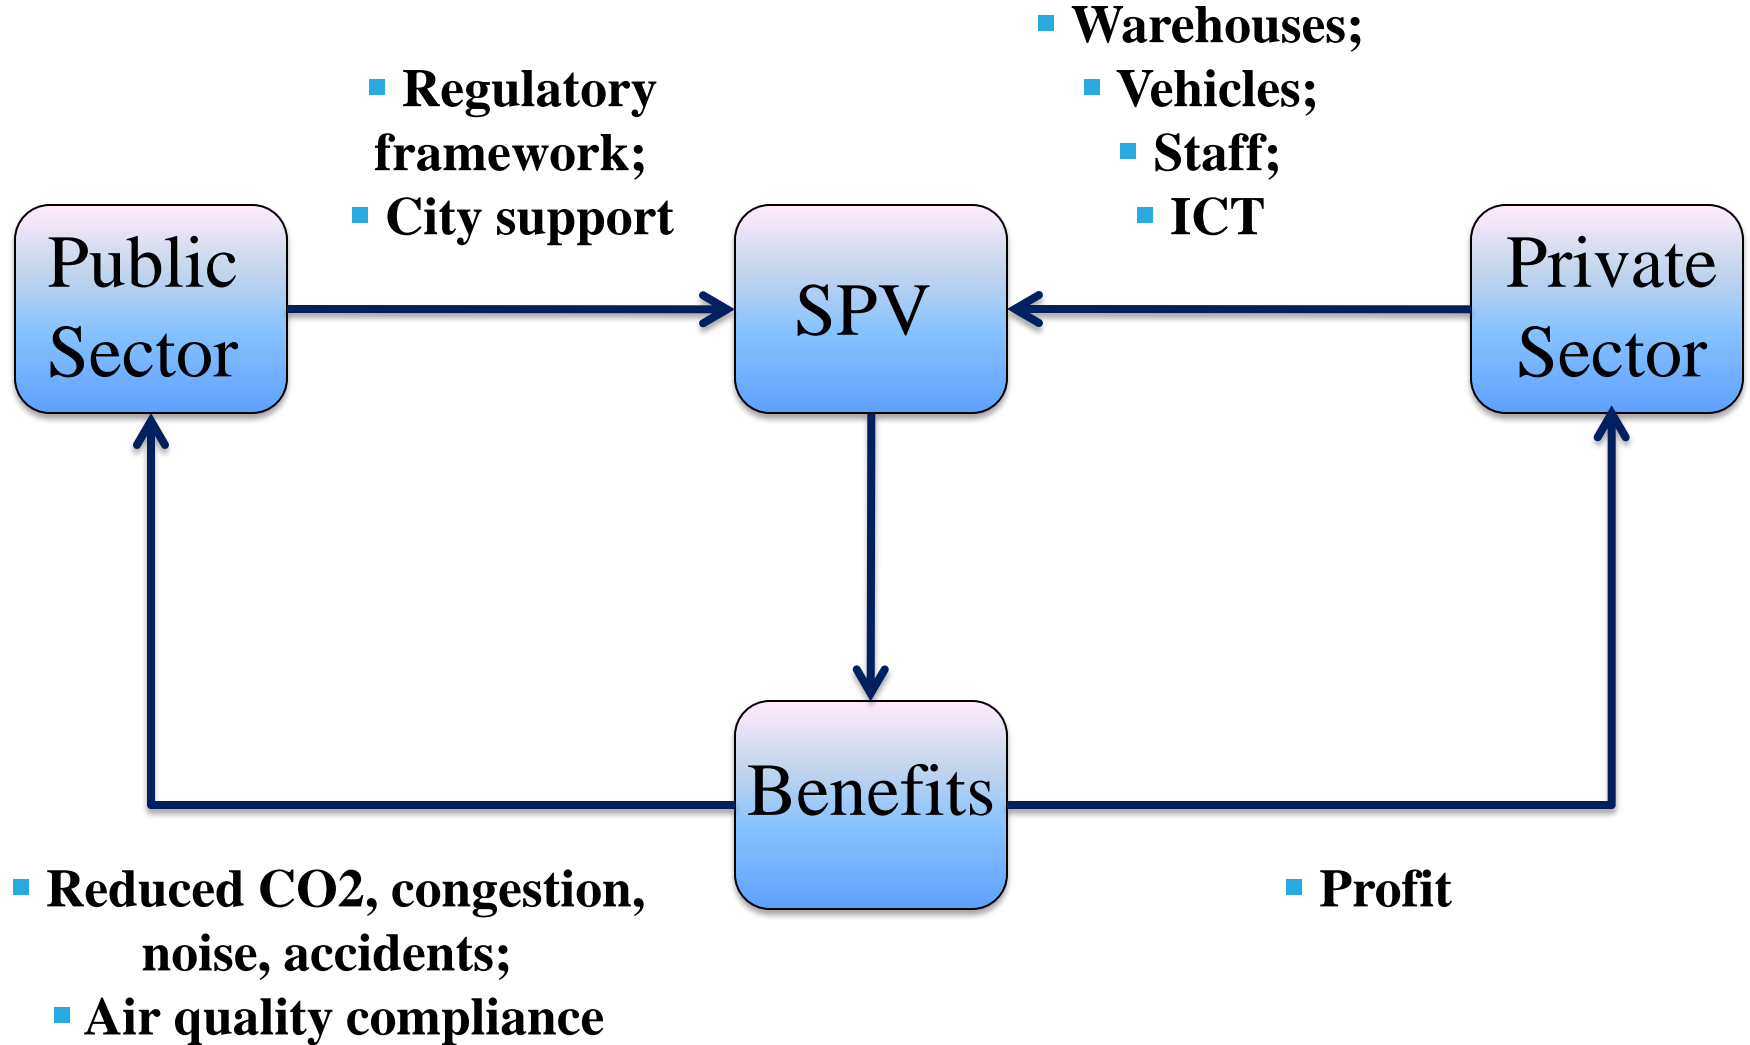 Warehouses;
Vehicles;
Staff;
ICT
Regulatory
framework;
City support
Public
Sector
SPV
Private
Sector
Benefits
Reduced CO2, congestion,
noise, accidents;
Air quality compliance
Profit